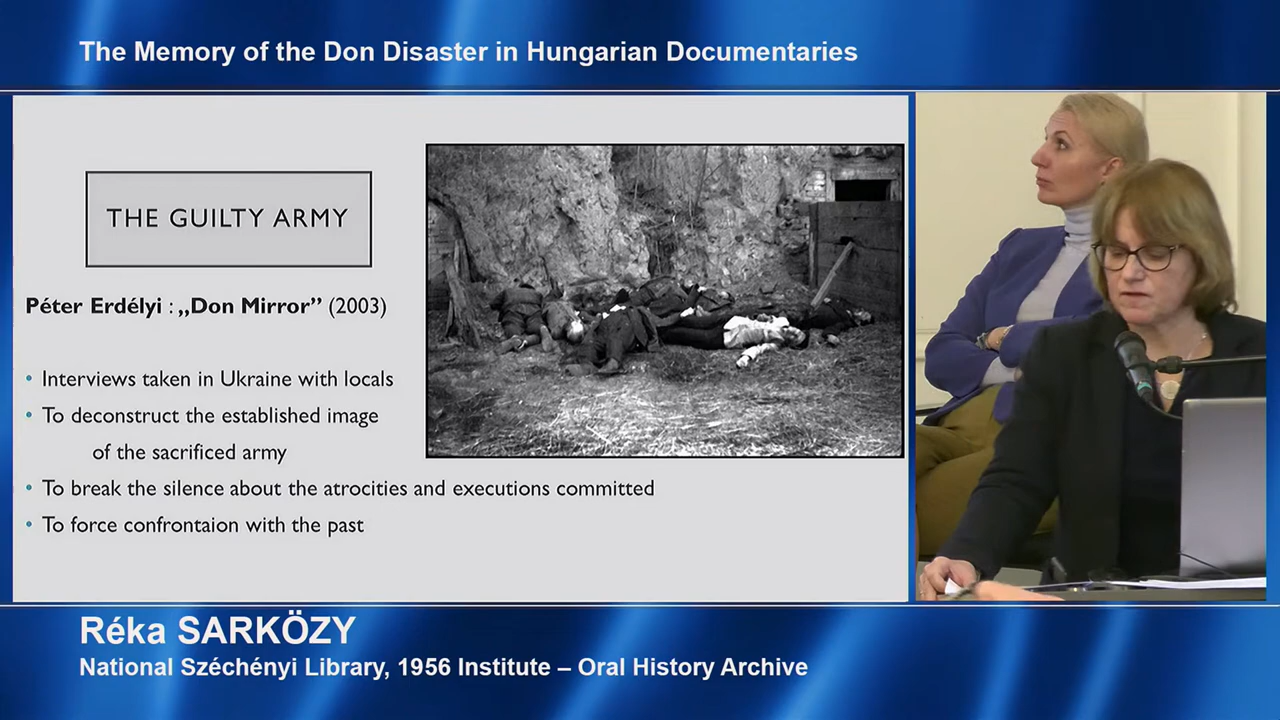 The Memory of the Don Disaster in Hungarian Documentaries
THE GUILTY ARMY
Péter Erdélyi : „Don Mirror” (2003)
• Interviews taken in Ukraine with locals
• To deconstruct the established image
of the sacrificed army
• To break the silence about the atrocities and executions committed
• To force confrontaion with the past
Réka SARKÖZY
National Széchényi Library, 1956 Institute – Oral History Archive